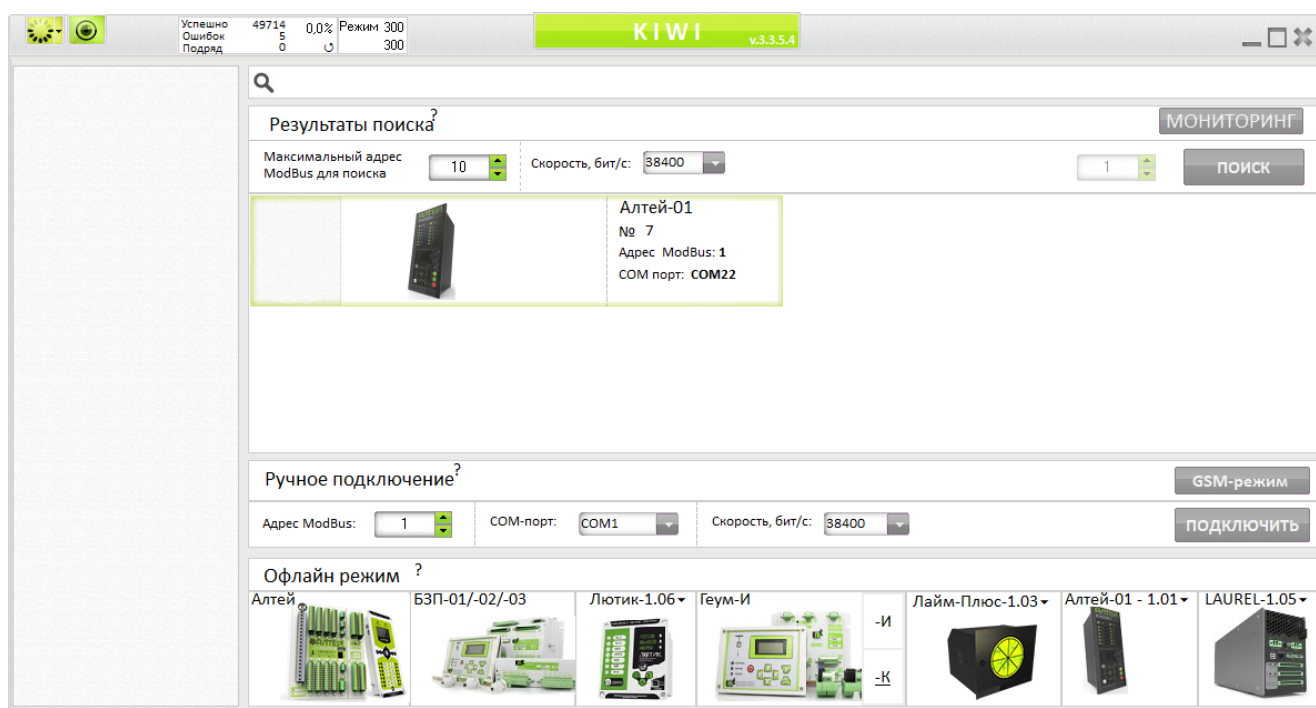 Успешно 49714 0,0% Режим 300
Ошибок 5
Подряд 0 ↺ 300
KIWI v.3.3.5.4
Результаты поиска?
МОНИТОРИНГ
Максимальный адрес
ModBus для поиска
10
Скорость, бит/с: 38400
1
ПОИСК
Алтей-01
№ 7
Адрес ModBus: 1
COM порт: COM22
Ручное подключение?
GSM-режим
Адрес ModBus: 1
COM-порт: COM1
Скорость, бит/с: 38400
ПОДКЛЮЧИТЬ
Офлайн режим ?
Алтей
БЗП-01/-02/-03
Лютик-1.06
Геум-И
-И
-К
Лайм-Плюс-1.03
Алтей-01 - 1.01
LAUREL-1.05